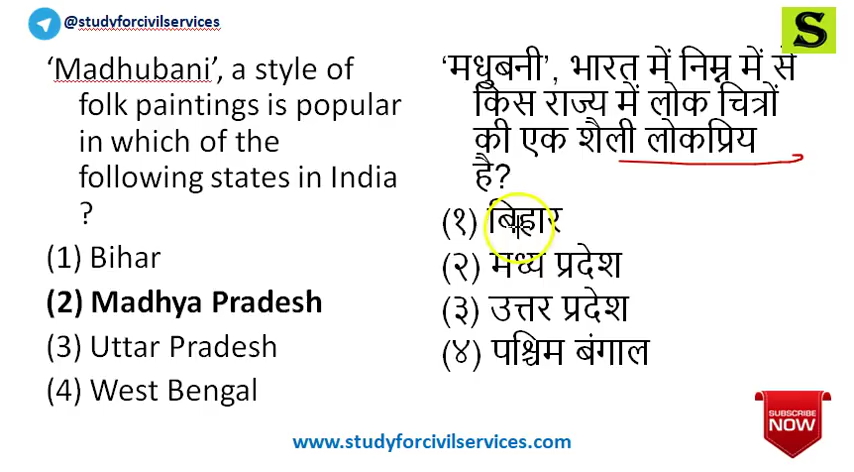 @studyforcivilservices
S
‘Madhubani’, a style of
folk paintings is popular
in which of the
following states in India
?
(1) Bihar
(2) Madhya Pradesh
(3) Uttar Pradesh
(4) West Bengal
‘मधुबनी’, भारत में निम्न में से
किस राज्य में लोक चित्रों
की एक शैली लोकप्रिय
है?
(१) बिहार
(२) मध्य प्रदेश
(३) उत्तर प्रदेश
(४) पश्चिम बंगाल
SUBSCRIBE
NOW
www.studyforcivilservices.com